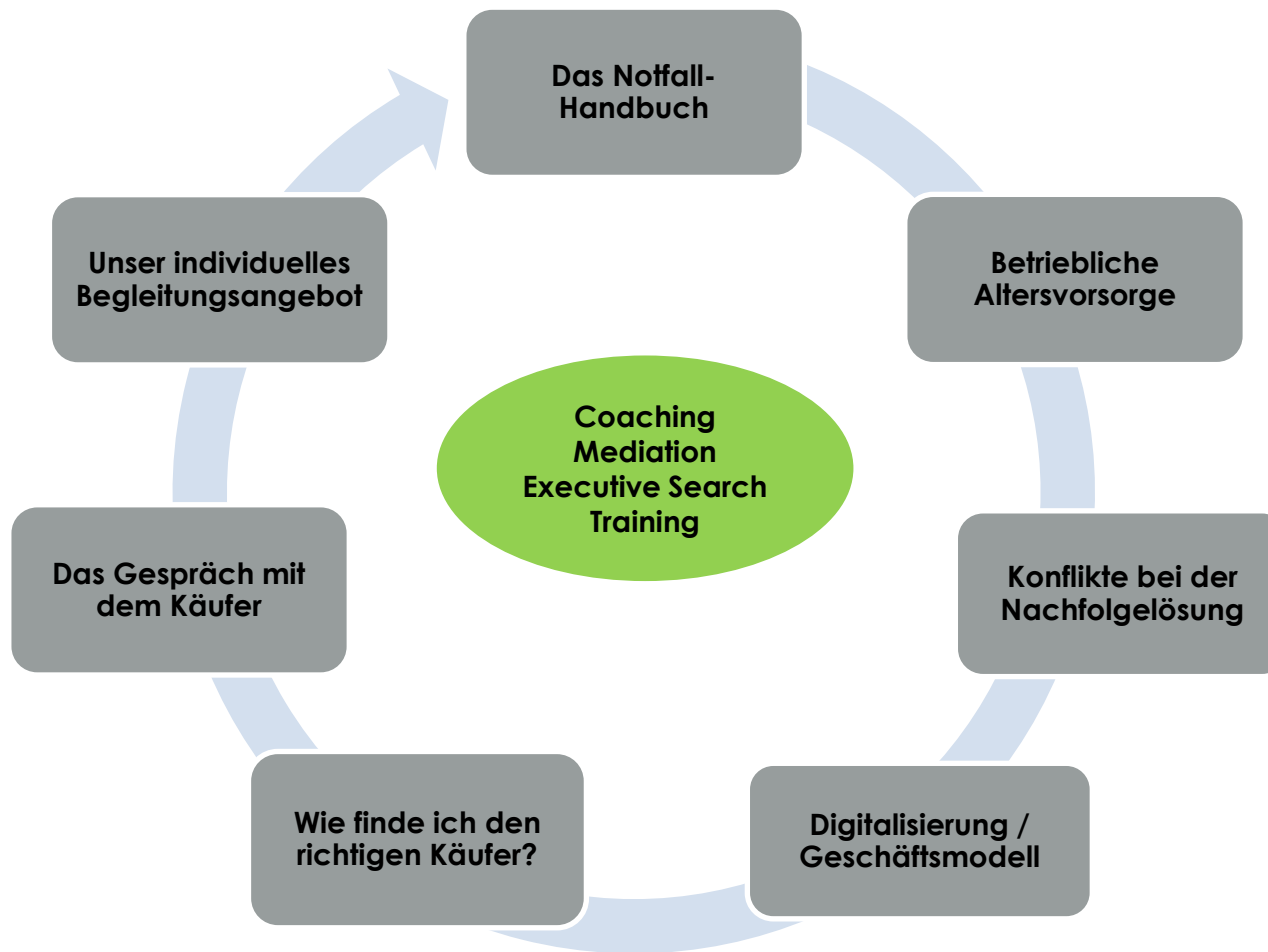 Das Notfall-
Handbuch
Betriebliche
Altersvorsorge
Konflikte bei der
Nachfolgelösung
Digitalisierung /
Geschäftsmodell
Wie finde ich den
richtigen Käufer?
Das Gespräch mit
dem Käufer
Unser individuelles
Begleitungsangebot
Coaching
Mediation
Executive Search
Training